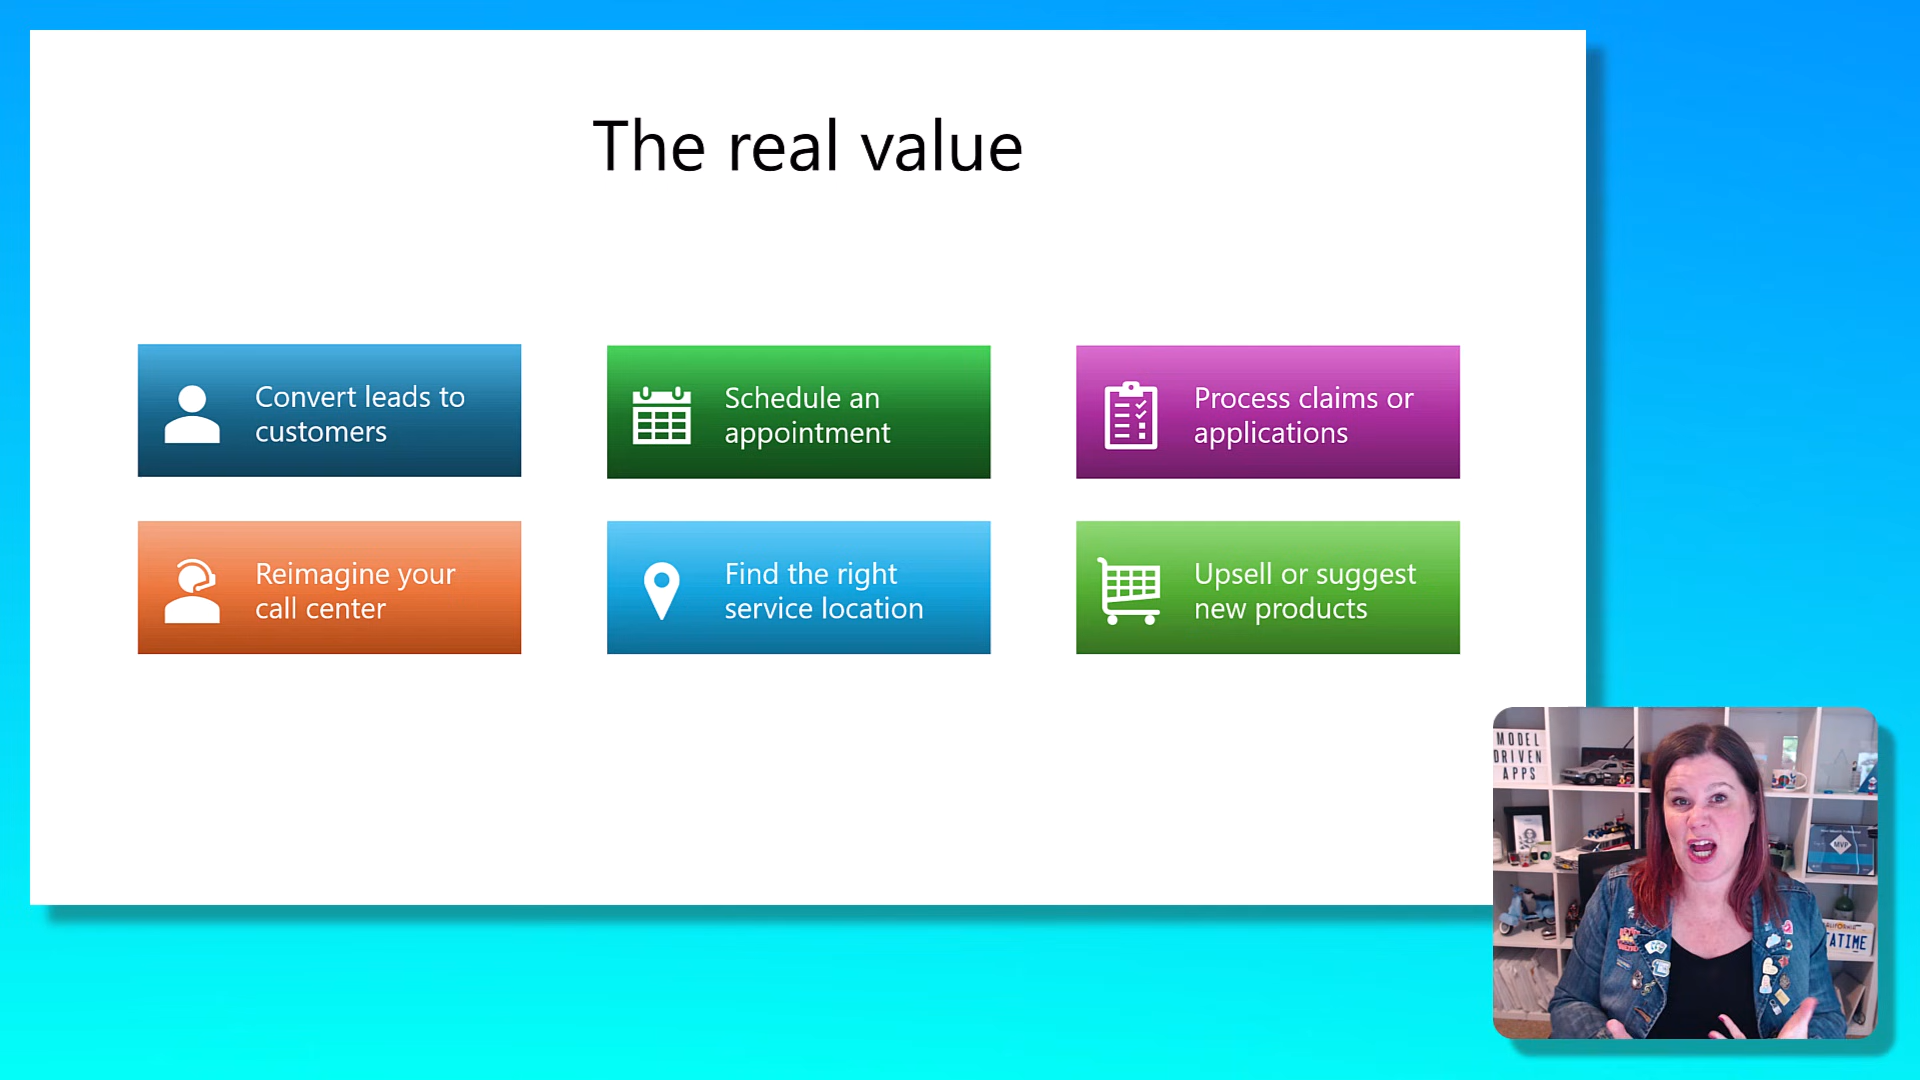 The real value
Convert leads to
customers
Schedule an
appointment
Process claims or
applications
Reimagine your
call center
Find the right
service location
Upsell or suggest
new products
MODEL
DRIVEN
APPS
MVP